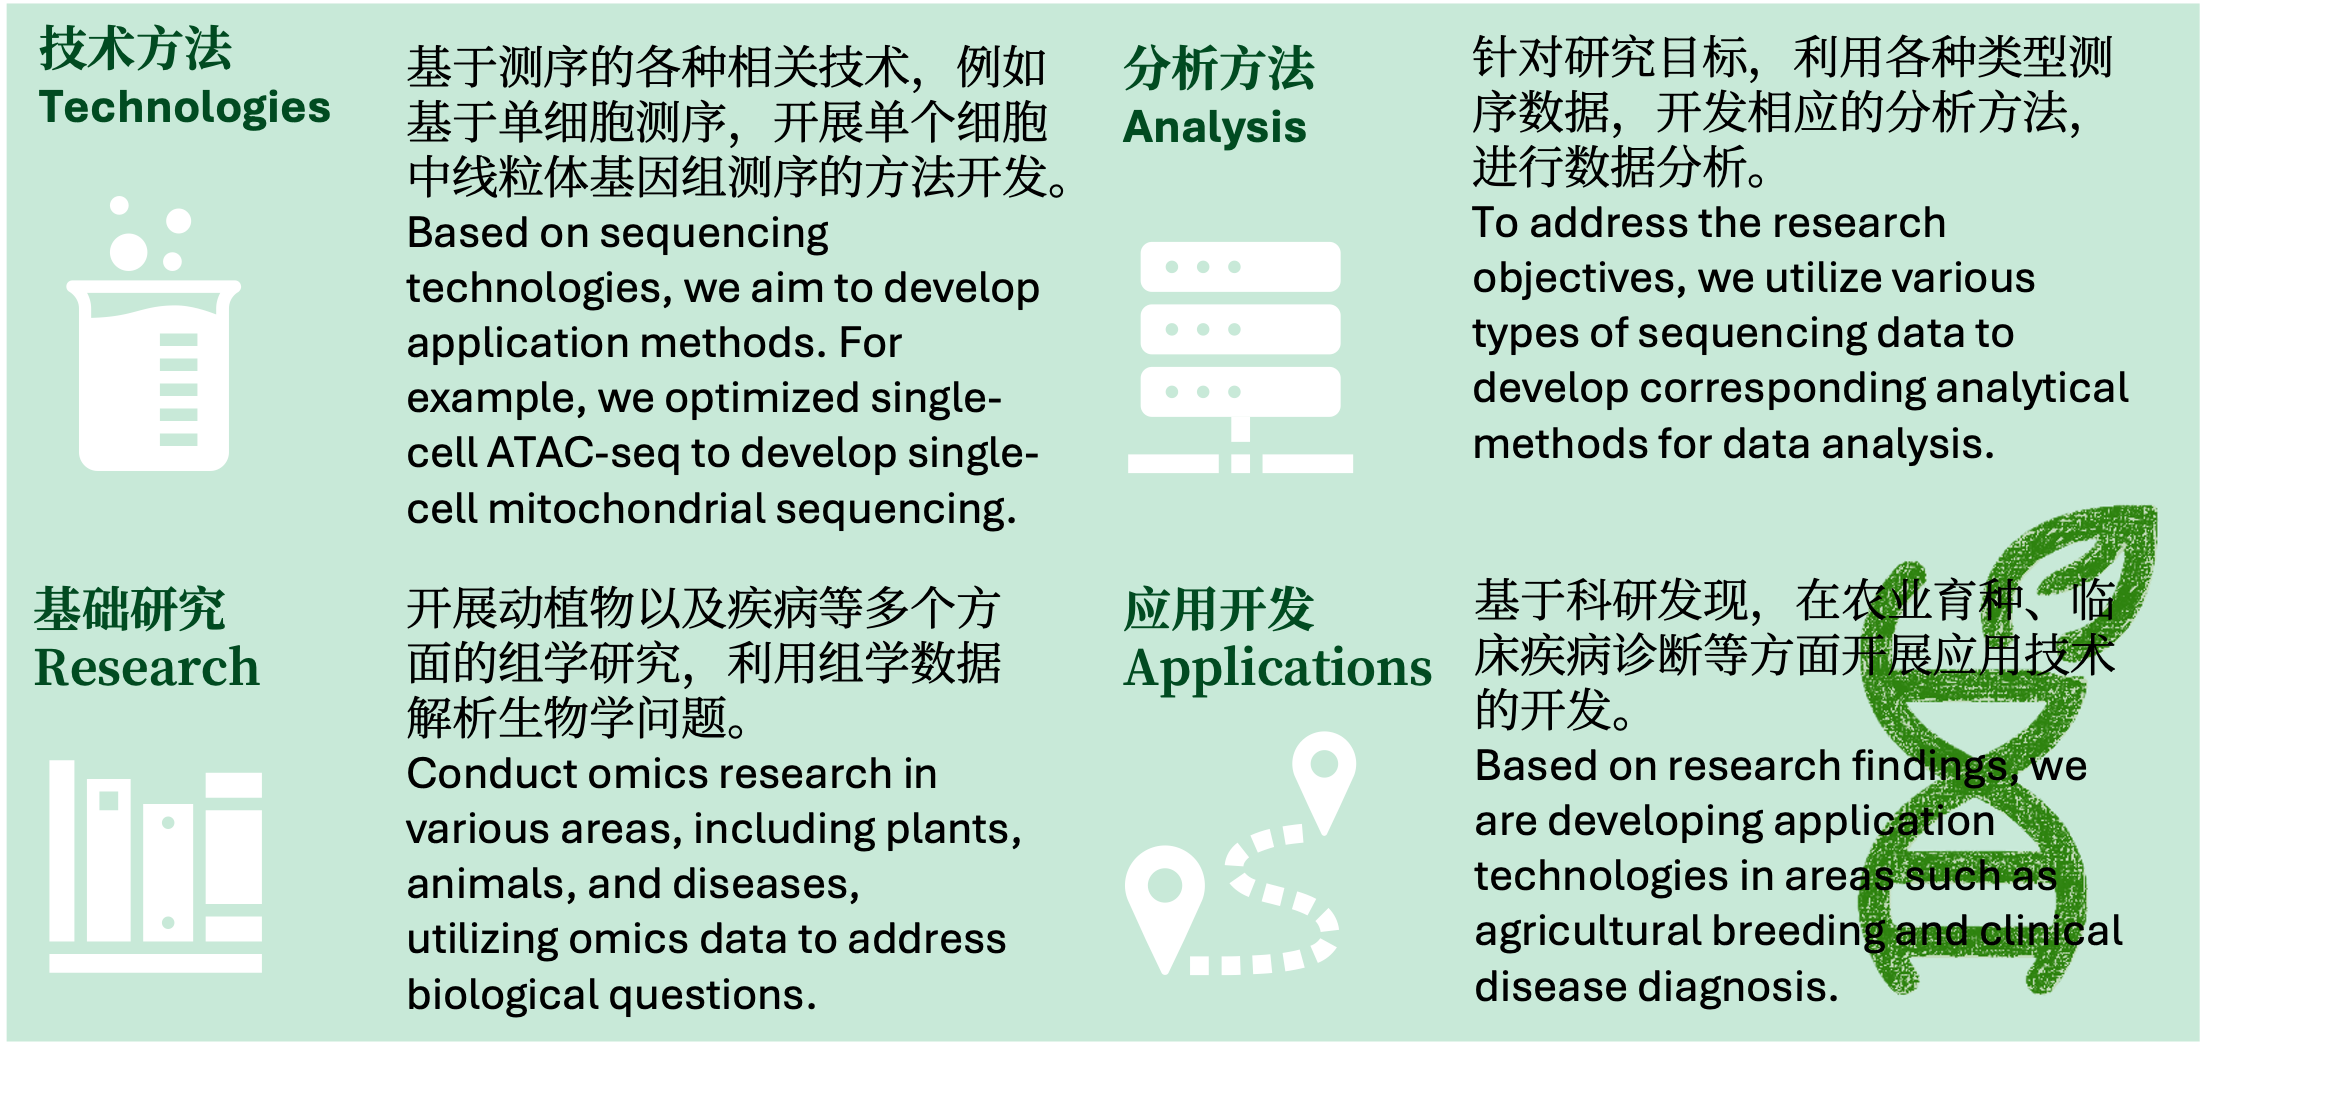 技术方法
Technologies
基于测序的各种相关技术，例如
基于单细胞测序，开展单个细胞
中线粒体基因组测序的方法开发。
Based on sequencing
technologies, we aim to develop
application methods. For
example, we optimized single-
cell ATAC-seq to develop single-
cell mitochondrial sequencing.
分析方法
Analysis
针对研究目标，利用各种类型测
序数据，开发相应的分析方法，
进行数据分析。
To address the research
objectives, we utilize various
types of sequencing data to
develop corresponding analytical
methods for data analysis.
基础研究
Research
开展动植物以及疾病等多个方
面的组学研究，利用组学数据
解析生物学问题。
Conduct omics research in
various areas, including plants,
animals, and diseases,
utilizing omics data to address
biological questions.
应用开发
Applications
基于科研发现，在农业育种、临
床疾病诊断等方面开展应用技术
的开发。
Based on research findings, we
are developing application
technologies in areas such as
agricultural breeding and clinical
disease diagnosis.